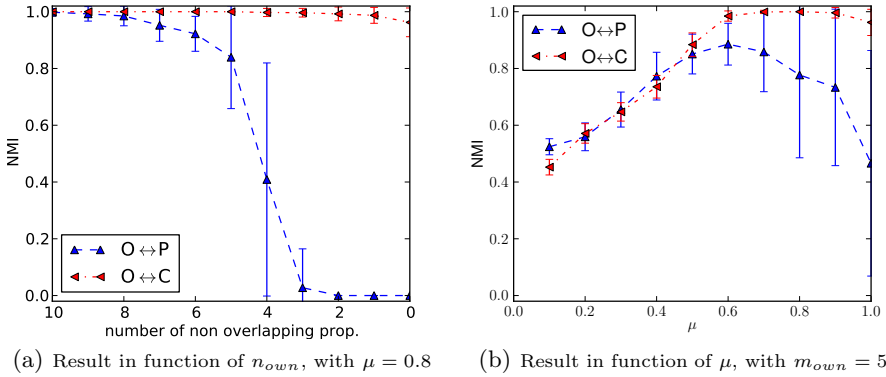 1.0
0.8
0.6
0.4
0.2
0.0
NMI
O↔P
O↔C
10 8 6 4 2 0
number of non overlapping prop.
(a) Result in function of n_own, with μ = 0.8
1.0
0.8
0.6
0.4
0.2
0.0
NMI
O↔P
O↔C
0.0 0.2 0.4 0.6 0.8 1.0
μ
(b) Result in function of μ, with m_own = 5